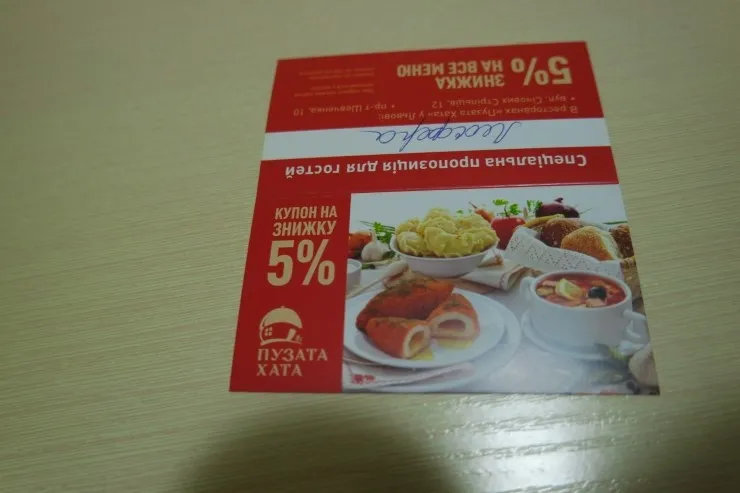 КУПОН НА
ЗНИЖКУ
5%
ПУЗАТА
ХАТА
Спеціальна пропозиція для гостей
В ресторанах «Пузата Хата» у Львові:
• вул. Січових Стрільців, 12 • пр-т Шевченка, 10
5% ЗНИЖКА
НА ВСЕ МЕНЮ